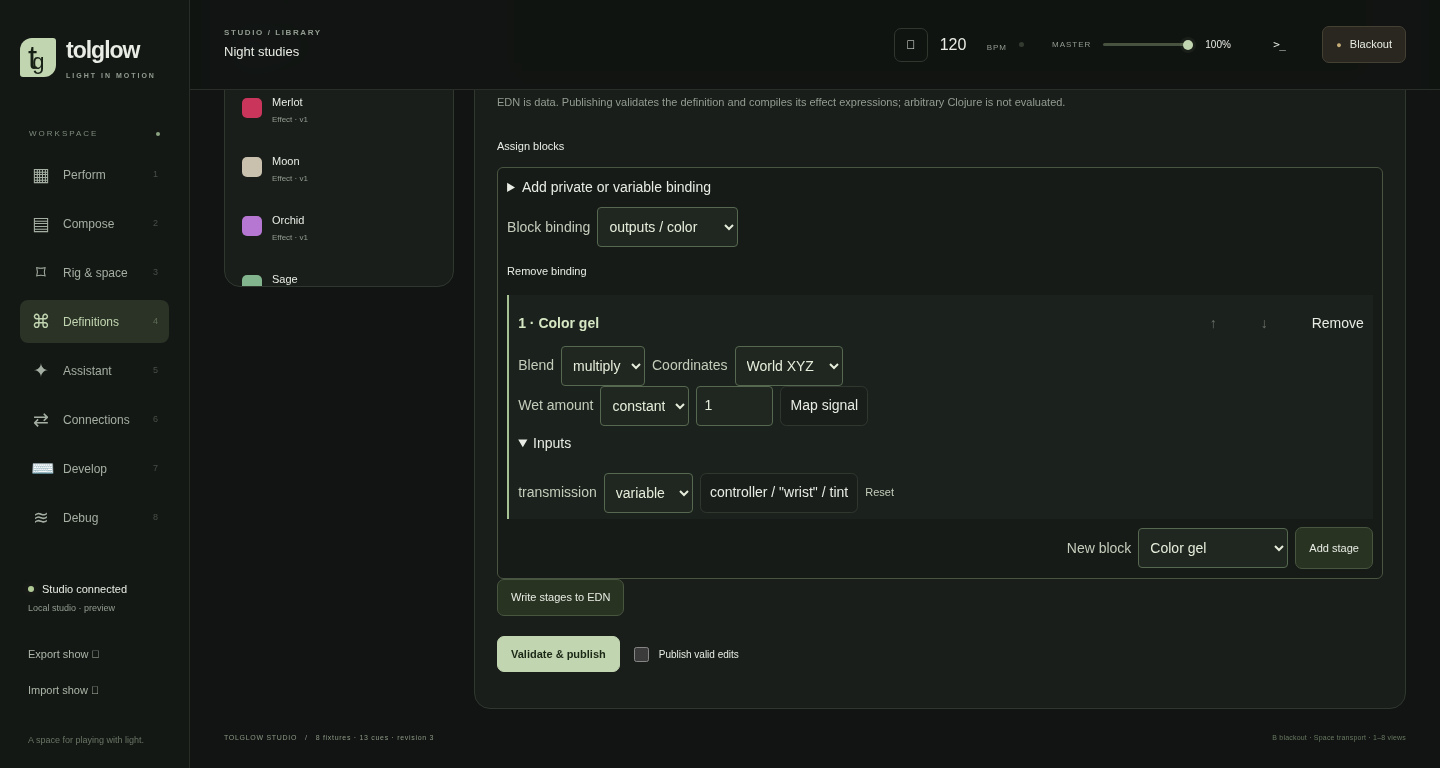 tg tolglow
LIGHT IN MOTION
WORKSPACE
Perform 1
Compose 2
Rig & space 3
Definitions 4
Assistant 5
Connections 6
Develop 7
Debug 8
Studio connected
Local studio · preview
Export show
Import show
A space for playing with light.
STUDIO / LIBRARY
Night studies
120 BPM
MASTER 100%
>_
Blackout
Merlot
Effect · v1
Moon
Effect · v1
Orchid
Effect · v1
Sage
EDN is data. Publishing validates the definition and compiles its effect expressions; arbitrary Clojure is not evaluated.
Assign blocks
Add private or variable binding
Block binding outputs / color
Remove binding
1 · Color gel ↑ ↓ Remove
Blend multiply Coordinates World XYZ
Wet amount constant 1 Map signal
Inputs
transmission variable controller / "wrist" / tint Reset
New block Color gel Add stage
Write stages to EDN
Validate & publish Publish valid edits
TOLGLOW STUDIO / 8 fixtures · 13 cues · revision 3
B blackout · Space transport · 1–8 views